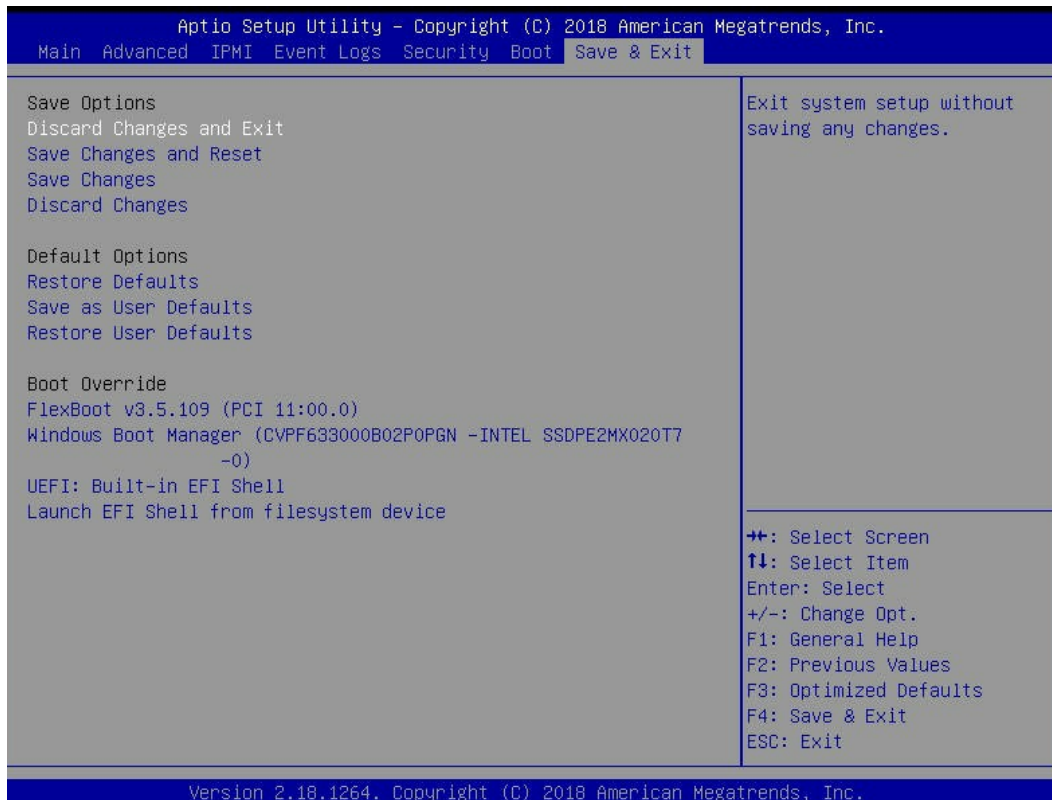 Aptio Setup Utility – Copyright (C) 2018 American Megatrends, Inc.
Main Advanced IPMI Event Logs Security Boot Save & Exit
Save Options
Discard Changes and Exit
Save Changes and Reset
Save Changes
Discard Changes
Default Options
Restore Defaults
Save as User Defaults
Restore User Defaults
Boot Override
FlexBoot v3.5.109 (PCI 11:00.0)
Windows Boot Manager (CVPF633000B02P0PGN -INTEL SSDPE2MX020T7
-0)
UEFI: Built-in EFI Shell
Launch EFI Shell from filesystem device
Exit system setup without
saving any changes.
→←: Select Screen
↑↓: Select Item
Enter: Select
+/-: Change Opt.
F1: General Help
F2: Previous Values
F3: Optimized Defaults
F4: Save & Exit
ESC: Exit
Version 2.18.1264. Copyright (C) 2018 American Megatrends, Inc.